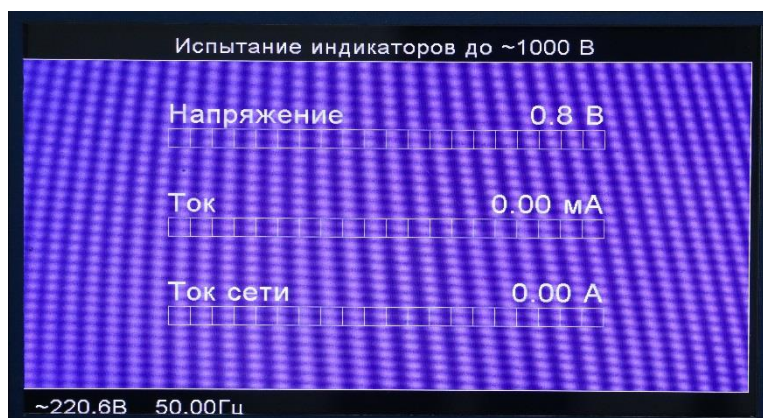 Испытание индикаторов до ~1000 В
Напряжение 0.8 В
Ток 0.00 мА
Ток сети 0.00 А
~220.6В 50.00Гц